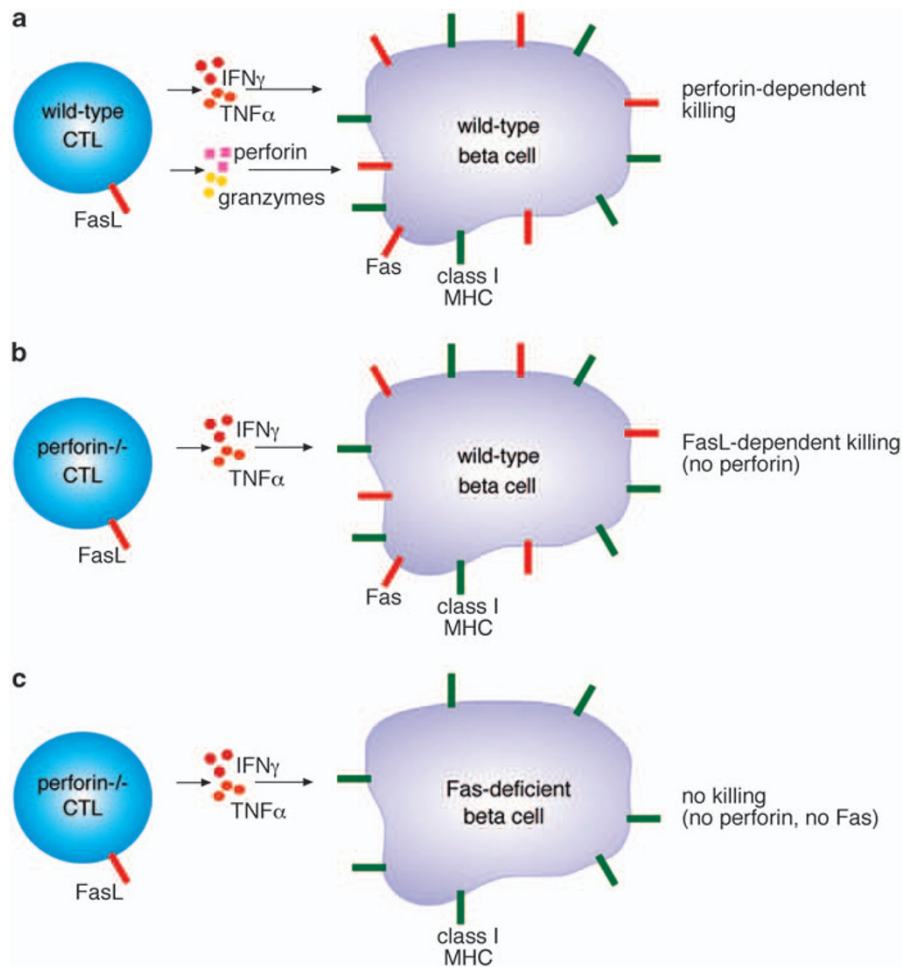 a
wild-type
CTL
FasL
IFNγ
TNFα
perforin
granzymes
wild-type
beta cell
Fas
class I
MHC
perforin-dependent
killing
b
perforin-/-
CTL
FasL
IFNγ
TNFα
wild-type
beta cell
Fas
class I
MHC
FasL-dependent killing
(no perforin)
c
perforin-/-
CTL
FasL
IFNγ
TNFα
Fas-deficient
beta cell
class I
MHC
no killing
(no perforin, no Fas)